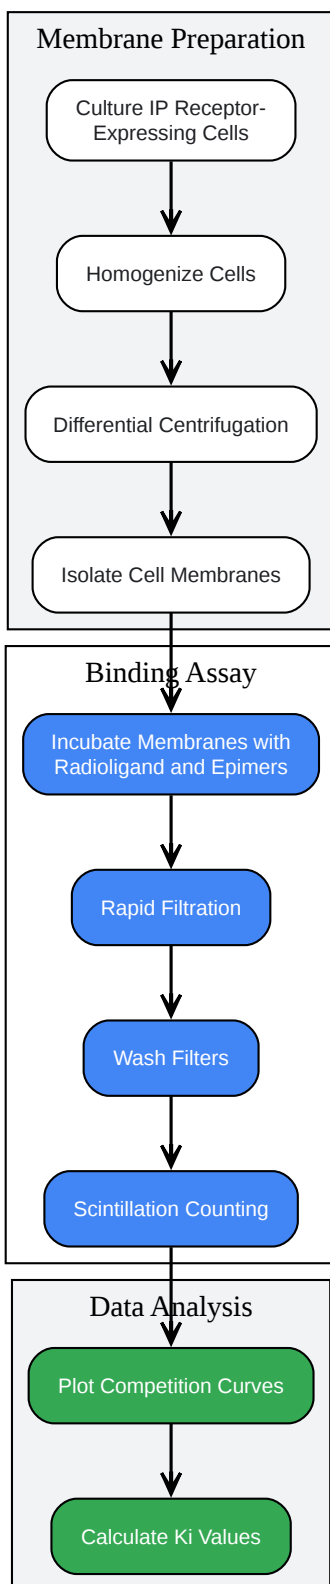 Membrane Preparation
Culture IP Receptor-
Expressing Cells
Homogenize Cells
Differential Centrifugation
Isolate Cell Membranes
Binding Assay
Incubate Membranes with
Radioligand and Epimers
Rapid Filtration
Wash Filters
Scintillation Counting
Data Analysis
Plot Competition Curves
Calculate Ki Values